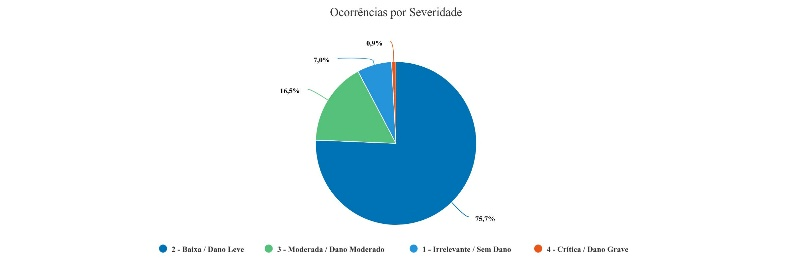 Ocorrências por Severidade
0,9%
7,0%
16,5%
75,7%
2 - Baixa / Dano Leve
3 - Moderada / Dano Moderado
1 - Irrelevante / Sem Dano
4 - Crítica / Dano Grave